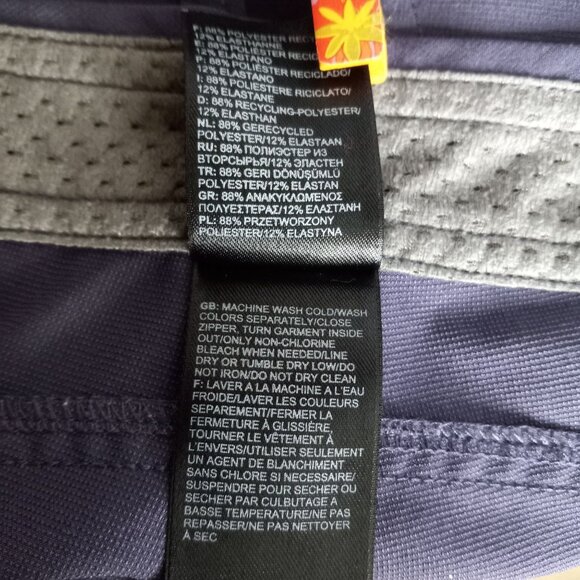 F: 88% POLYESTER RECYCLÉ/
12% ÉLASTHANNE
E: 88% POLIÉSTER RECICLADO/
12% ELASTANO
P: 88% POLIÉSTER RECICLADO/
12% ELASTANO
I: 88% POLIESTERE RICICLATO/
12% ELASTANE
D: 88% RECYCLING-POLYESTER/
12% ELASTHAN
NL: 88% GERECYCLED
POLYESTER/12% ELASTAAN
RU: 88% ПОЛИЭСТЕР ИЗ
ВТОРСЫРЬЯ/12% ЭЛАСТЕН
TR: 88% GERİ DÖNÜŞÜMLÜ
POLYESTER/12% ELASTAN
GR: 88% ΑΝΑΚΥΚΛΩΜΕΝΟΣ
ΠΟΛΥΕΣΤΕΡΑΣ/12% ΕΛΑΣΤΑΝΗ
PL: 88% PRZETWORZONY
POLIESTER/12% ELASTYNA
GB: MACHINE WASH COLD/WASH
COLORS SEPARATELY/CLOSE
ZIPPER, TURN GARMENT INSIDE
OUT/ONLY NON-CHLORINE
BLEACH WHEN NEEDED/LINE
DRY OR TUMBLE DRY LOW/DO
NOT IRON/DO NOT DRY CLEAN
F: LAVER A LA MACHINE A L'EAU
FROIDE/LAVER LES COULEURS
SEPAREMENT/FERMER LA
FERMETURE À GLISSIÈRE,
TOURNER LE VÊTEMENT À
L'ENVERS/UTILISER SEULEMENT
UN AGENT DE BLANCHIMENT
SANS CHLORE SI NECESSAIRE/
SUSPENDRE POUR SECHER OU
SECHER PAR CULBUTAGE A
BASSE TEMPERATURE/NE PAS
REPASSER/NE PAS NETTOYER
À SEC